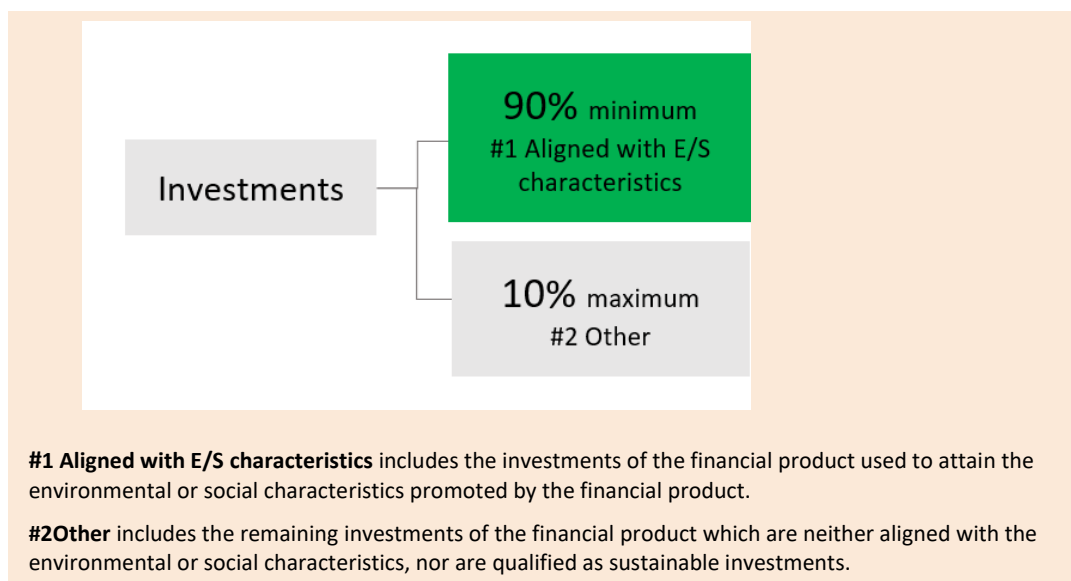 90% minimum
#1 Aligned with E/S
characteristics
Investments
10% maximum
#2 Other
#1 Aligned with E/S characteristics includes the investments of the financial product used to attain the
environmental or social characteristics promoted by the financial product.
#2Other includes the remaining investments of the financial product which are neither aligned with the
environmental or social characteristics, nor are qualified as sustainable investments.